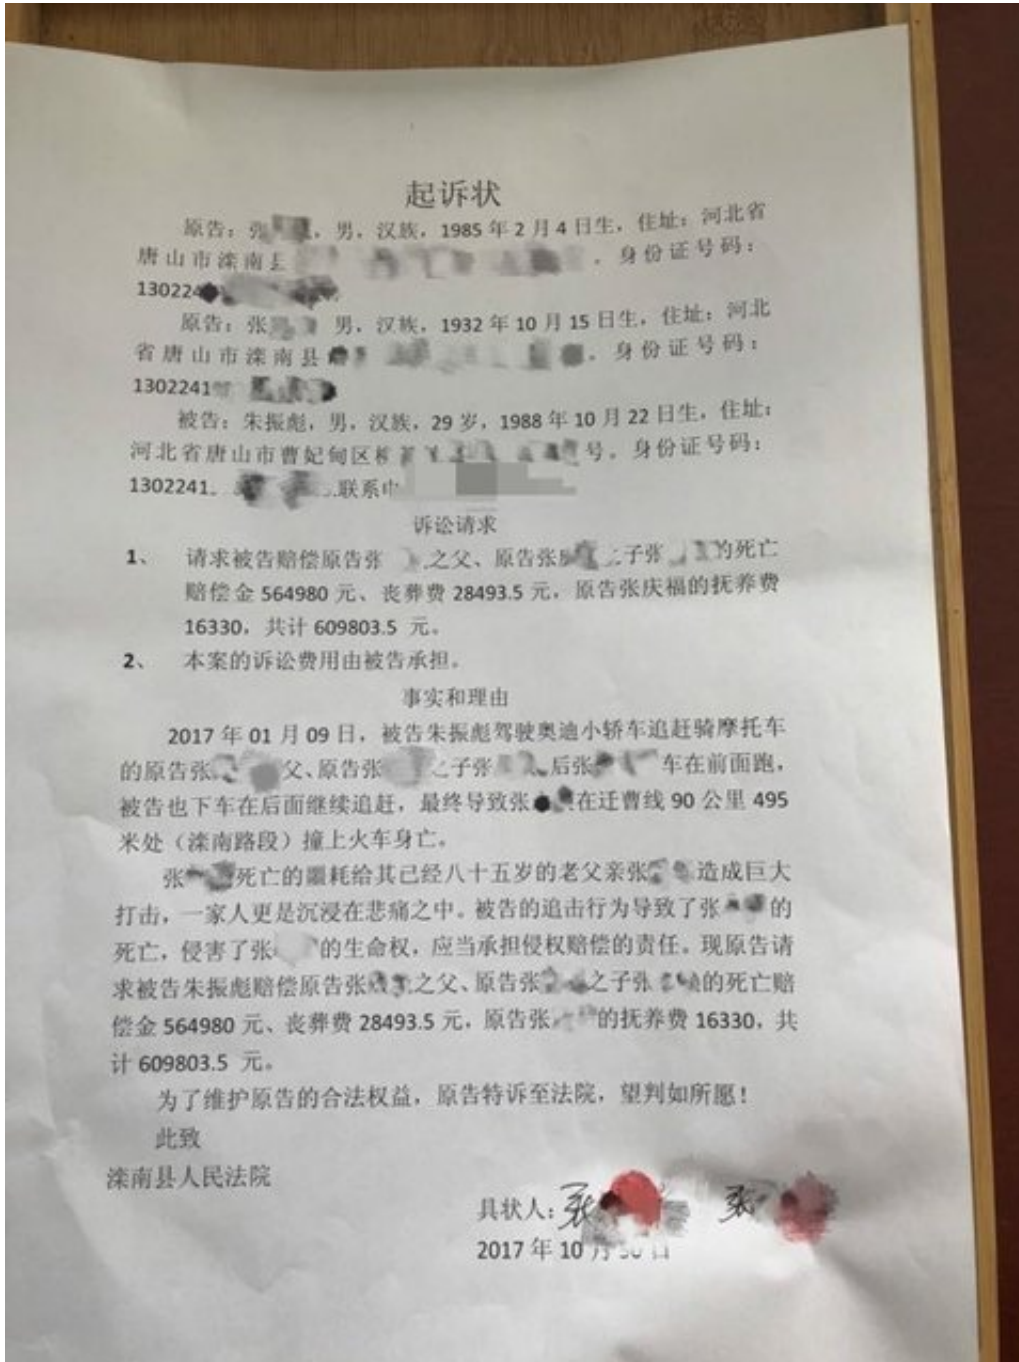 起诉状
原告：张 ，男，汉族，1985年2月4日生，住址：河北省
唐山市滦南县 。身份证号码：
130224
原告：张 男，汉族，1932年10月15日生，住址：河北
省唐山市滦南县 。身份证号码：
1302241
被告：朱振彪，男，汉族，29岁，1988年10月22日生，住址：
河北省唐山市曹妃甸区 号。身份证号码：
1302241 联系
诉讼请求
1、 请求被告赔偿原告张 之父、原告张 之子张 的死亡
赔偿金564980元、丧葬费28493.5元，原告张庆福的抚养费
16330，共计609803.5 元。
2、 本案的诉讼费用由被告承担。
事实和理由
2017年01月09日，被告朱振彪驾驶奥迪小轿车追赶骑摩托车
的原告张 父、原告张 之子张 、后张 车在前面跑，
被告也下车在后面继续追赶，最终导致张 在迁曹线90公里495
米处（滦南路段）撞上火车身亡。
张 死亡的噩耗给其已经八十五岁的老父亲张 造成巨大
打击，一家人更是沉浸在悲痛之中。被告的追击行为导致了张 的
死亡，侵害了张 的生命权，应当承担侵权赔偿的责任。现原告请
求被告朱振彪赔偿原告张 之父、原告张 之子张 的死亡赔
偿金564980元、丧葬费28493.5元，原告张 的抚养费16330，共
计609803.5 元。
为了维护原告的合法权益，原告特诉至法院，望判如所愿！
此致
滦南县人民法院
具状人：张 张
2017年10月 日